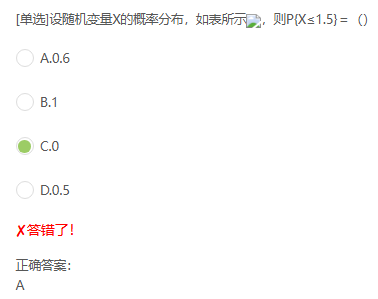 [单选]设随机变量X的概率分布，如表所示，则P{X≤1.5}＝（）
A.0.6
B.1
C.0
D.0.5
✗答错了！
正确答案：
A